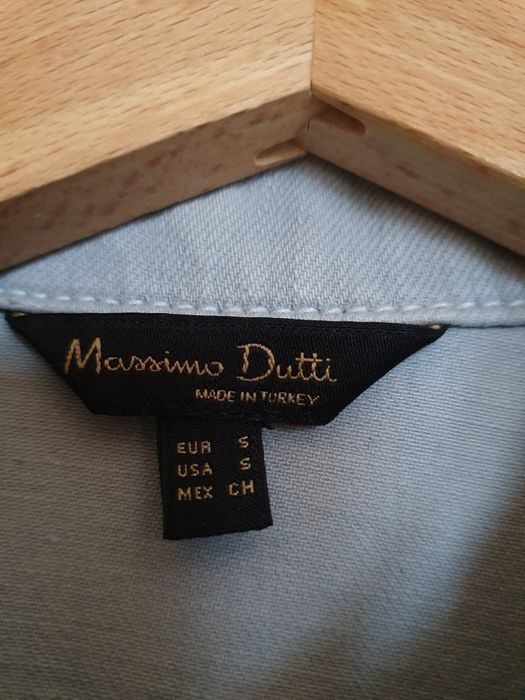 Massimo Dutti
MADE IN TURKEY
EUR S
USA S
MEX CH